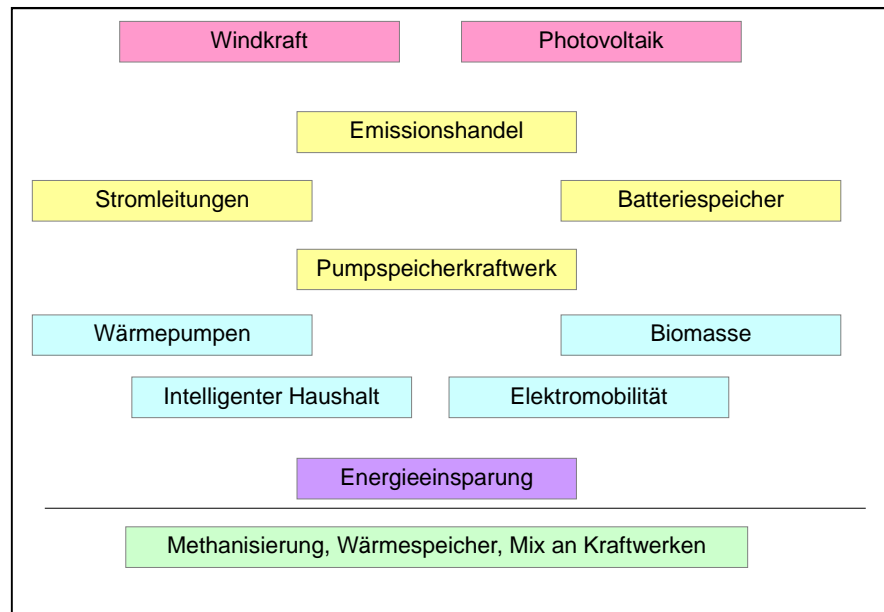 Windkraft
Photovoltaik
Emissionshandel
Stromleitungen
Batteriespeicher
Pumpspeicherkraftwerk
Wärmepumpen
Biomasse
Intelligenter Haushalt
Elektromobilität
Energieeinsparung
Methanisierung, Wärmespeicher, Mix an Kraftwerken